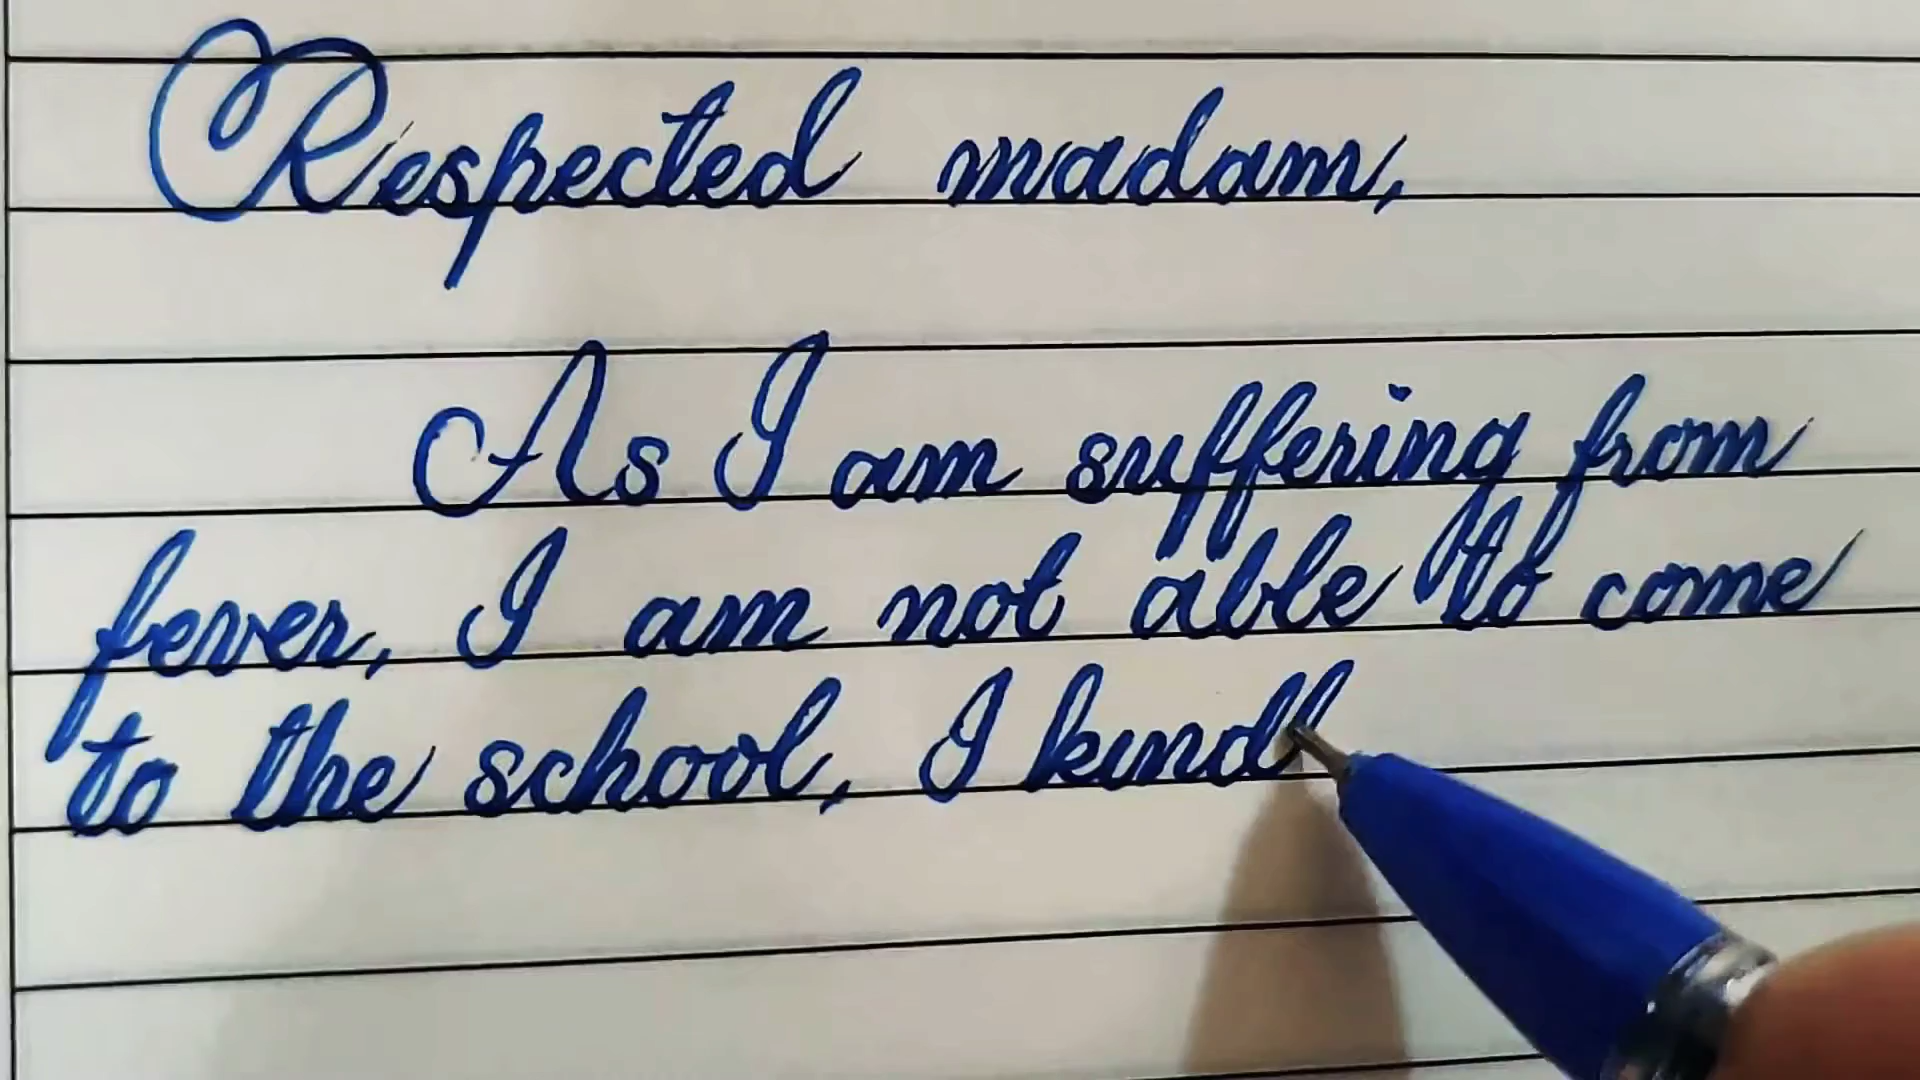 Respected madam,
As I am suffering from
fever, I am not able to come
to the school, I kindl